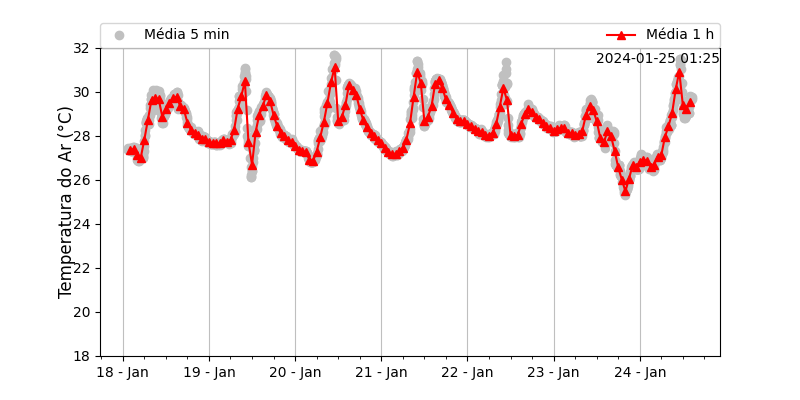 Média 5 min
Média 1 h
2024-01-25 01:25
Temperatura do Ar (°C)
32
30
28
26
24
22
20
18
18 - Jan
19 - Jan
20 - Jan
21 - Jan
22 - Jan
23 - Jan
24 - Jan